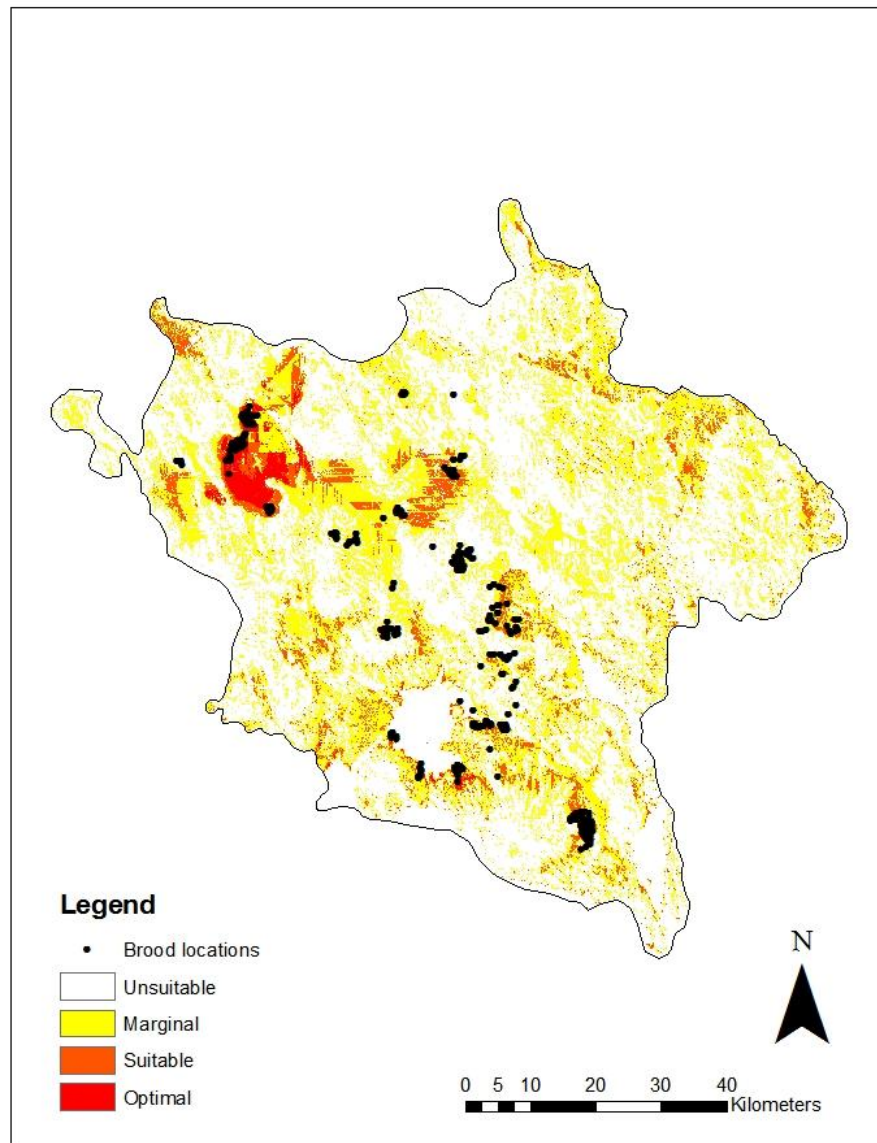 Legend
Brood locations
Unsuitable
Marginal
Suitable
Optimal
N
0 5 10 20 30 40
Kilometers